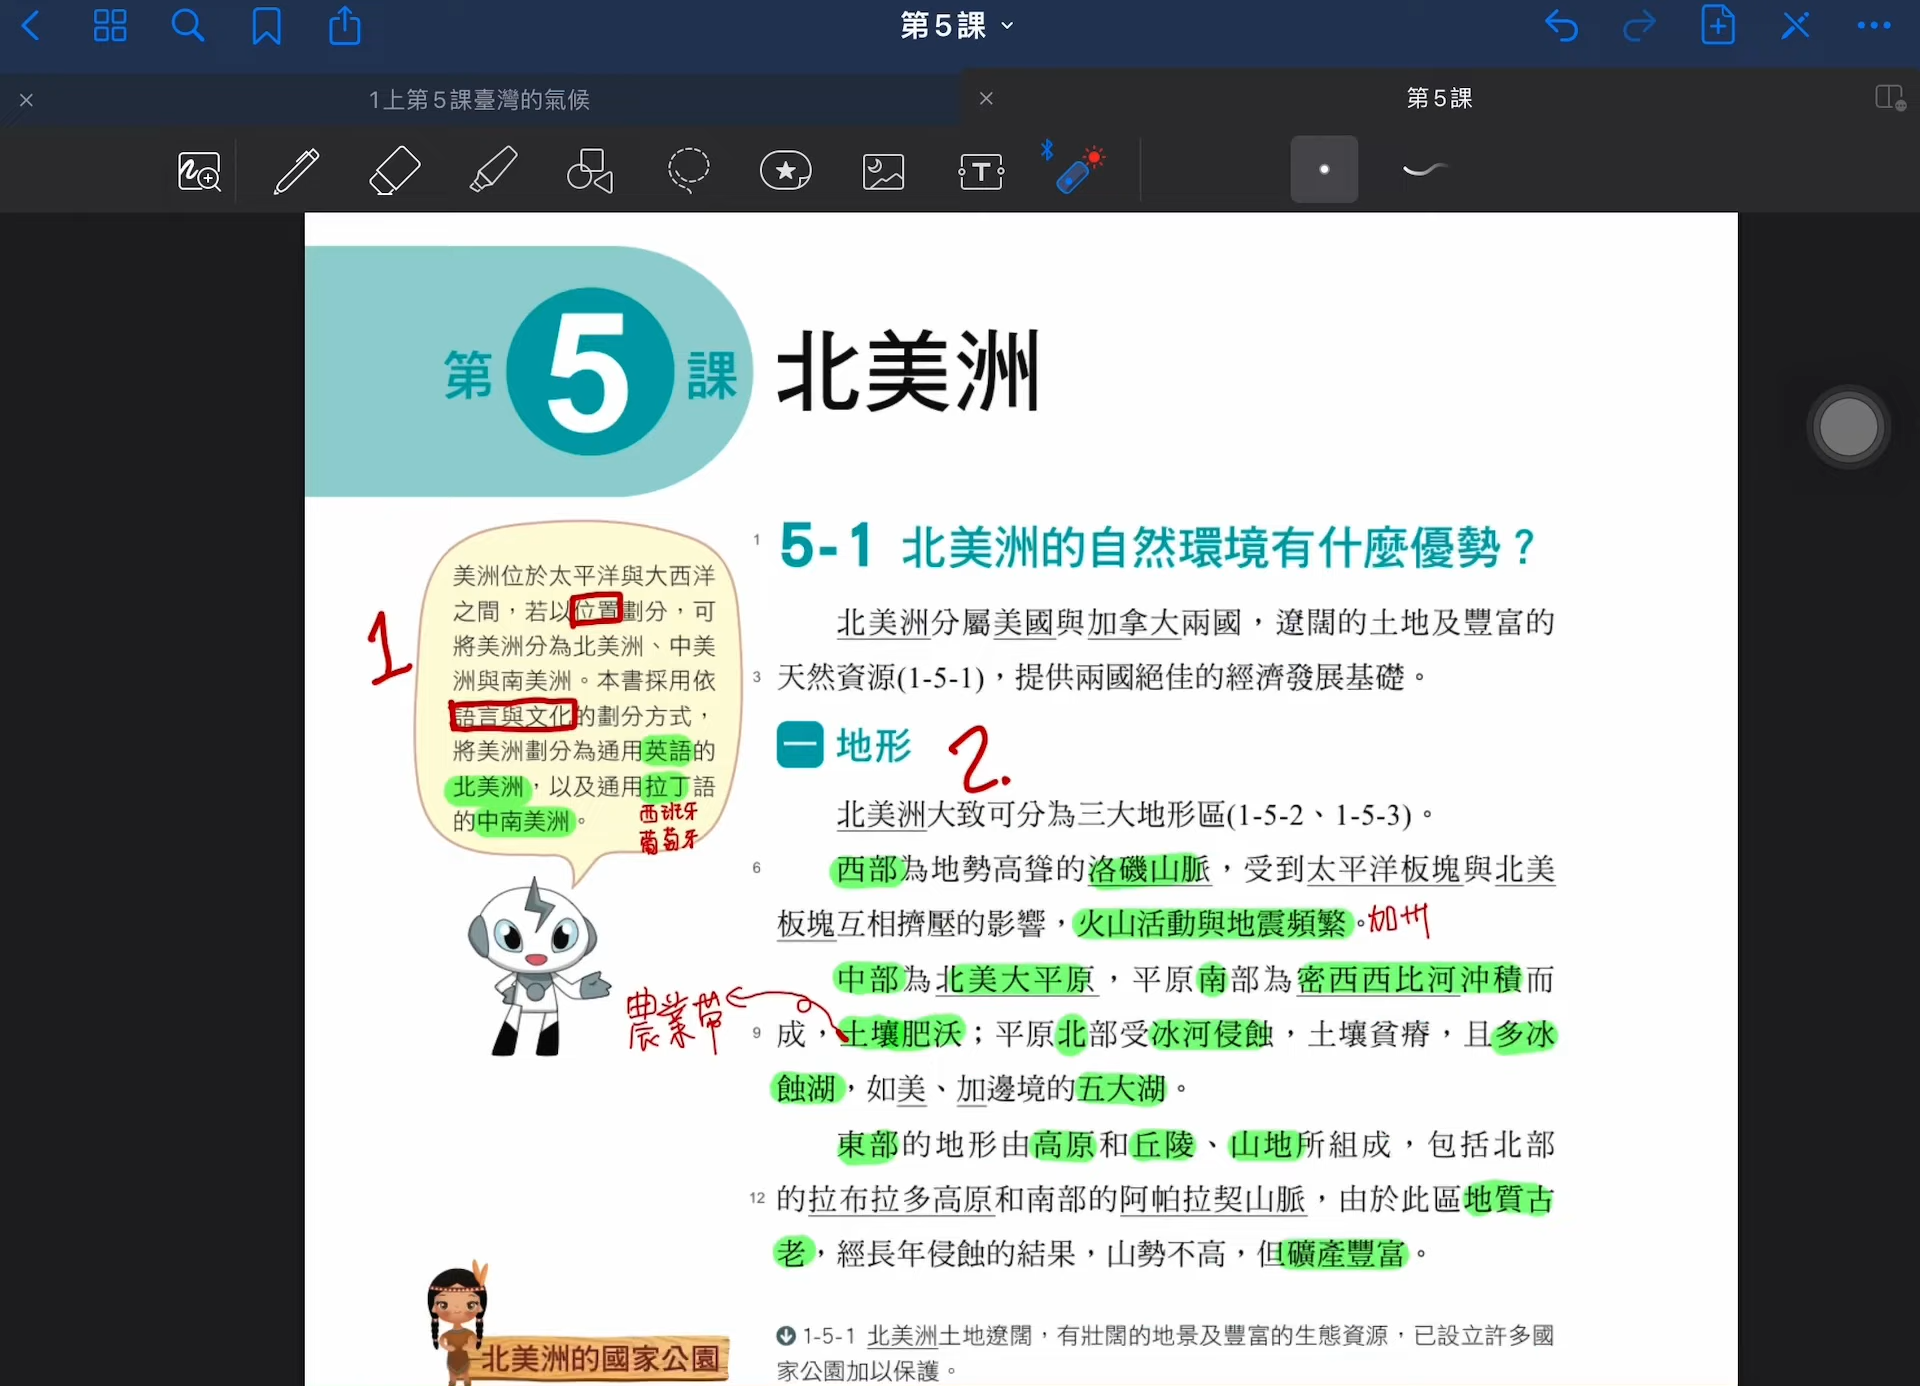 第5課
1上第5課臺灣的氣候
第5課
第5課 北美洲
1
美洲位於太平洋與大西洋
之間，若以位置劃分，可
將美洲分為北美洲、中美
洲與南美洲。本書採用依
語言與文化的劃分方式，
將美洲劃分為通用英語的
北美洲，以及通用拉丁語
的中南美洲。
西班牙
葡萄牙
1 5-1 北美洲的自然環境有什麼優勢？
北美洲分屬美國與加拿大兩國，遼闊的土地及豐富的
3 天然資源(1-5-1)，提供兩國絕佳的經濟發展基礎。
一 地形 2.
北美洲大致可分為三大地形區(1-5-2、1-5-3)。
6 西部為地勢高聳的洛磯山脈，受到太平洋板塊與北美
板塊互相擠壓的影響，火山活動與地震頻繁。加州
中部為北美大平原，平原南部為密西西比河沖積而
農業帶
9 成，土壤肥沃；平原北部受冰河侵蝕，土壤貧瘠，且多冰
蝕湖，如美、加邊境的五大湖。
東部的地形由高原和丘陵、山地所組成，包括北部
12 的拉布拉多高原和南部的阿帕拉契山脈，由於此區地質古
老，經長年侵蝕的結果，山勢不高，但礦產豐富。
北美洲的國家公園
1-5-1 北美洲土地遼闊，有壯闊的地景及豐富的生態資源，已設立許多國
家公園加以保護。